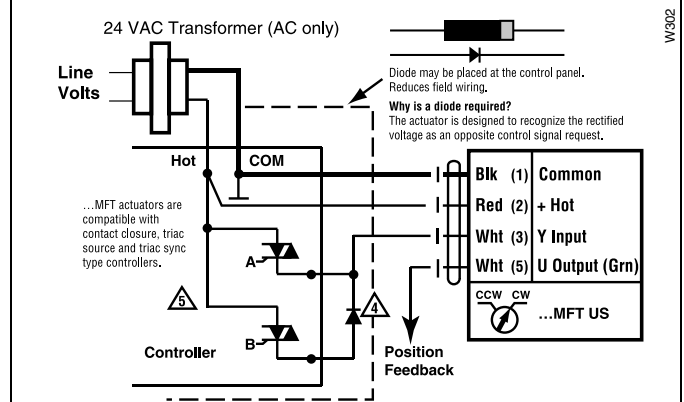 W302
24 VAC Transformer (AC only)
Line
Volts
Diode may be placed at the control panel.
Reduces field wiring.
Why is a diode required?
The actuator is designed to recognize the rectified
voltage as an opposite control signal request.
Hot
COM
Blk (1) Common
Red (2) + Hot
Wht (3) Y Input
Wht (5) U Output (Grn)
...MFT actuators are
compatible with
contact closure, triac
source and triac sync
type controllers.
A
5
4
B
CCW CW
...MFT US
Controller
Position
Feedback